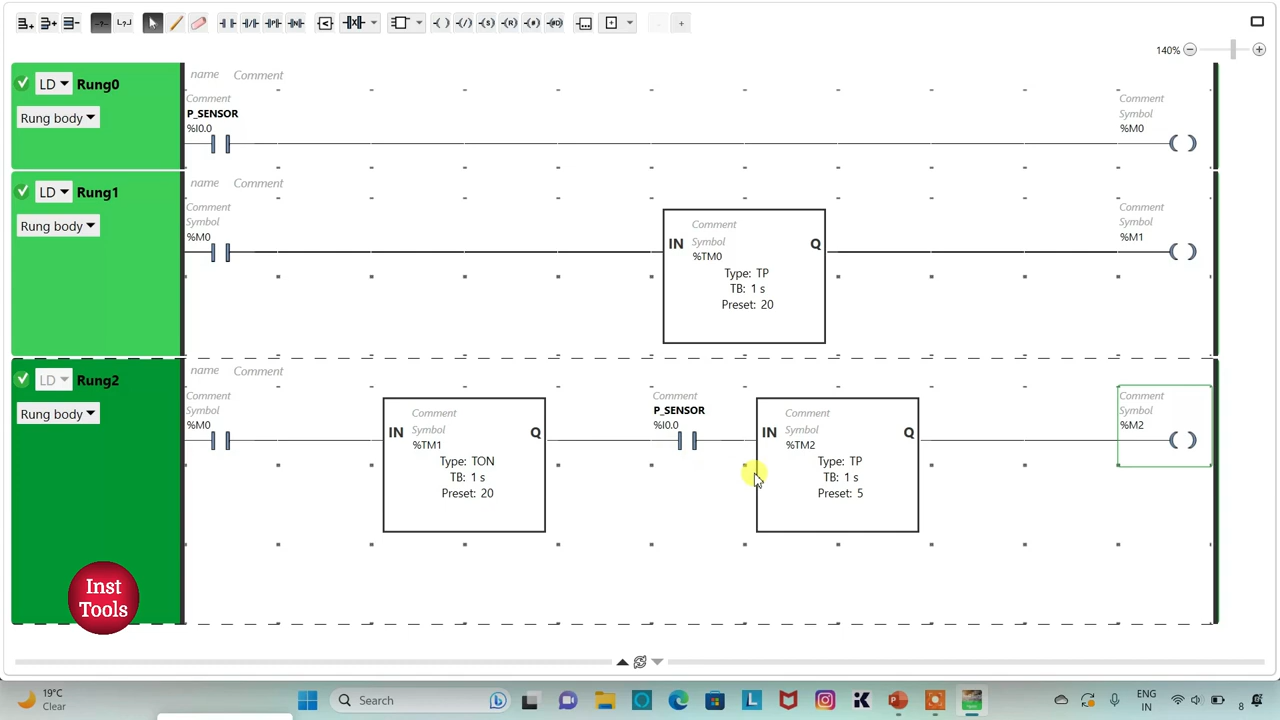 140%
LD Rung0
name Comment
Rung body
Comment
P_SENSOR
%I0.0
Comment
Symbol
%M0
LD Rung1
name Comment
Rung body
Comment
Symbol
%M0
Comment
IN Symbol Q
%TM0
Type: TP
TB: 1 s
Preset: 20
Comment
Symbol
%M1
LD Rung2
name Comment
Rung body
Comment
Symbol
%M0
Comment
IN Symbol Q
%TM1
Type: TON
TB: 1 s
Preset: 20
Comment
P_SENSOR
%I0.0
Comment
IN Symbol Q
%TM2
Type: TP
TB: 1 s
Preset: 5
Comment
Symbol
%M2
Inst
Tools
19°C
Clear
Search
ENG
IN
8